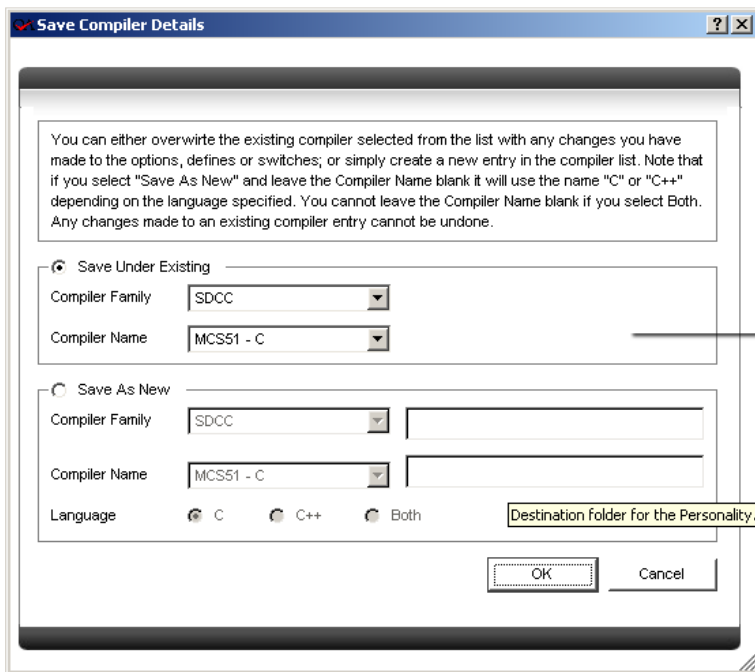 Save Compiler Details
You can either overwirte the existing compiler selected from the list with any changes you have
made to the options, defines or switches; or simply create a new entry in the compiler list. Note that
if you select "Save As New" and leave the Compiler Name blank it will use the name "C" or "C++"
depending on the language specified. You cannot leave the Compiler Name blank if you select Both.
Any changes made to an existing compiler entry cannot be undone.
Save Under Existing
Compiler Family SDCC
Compiler Name MCS51 - C
Save As New
Compiler Family SDCC
Compiler Name MCS51 - C
Language C C++ Both
Destination folder for the Personality.
OK Cancel